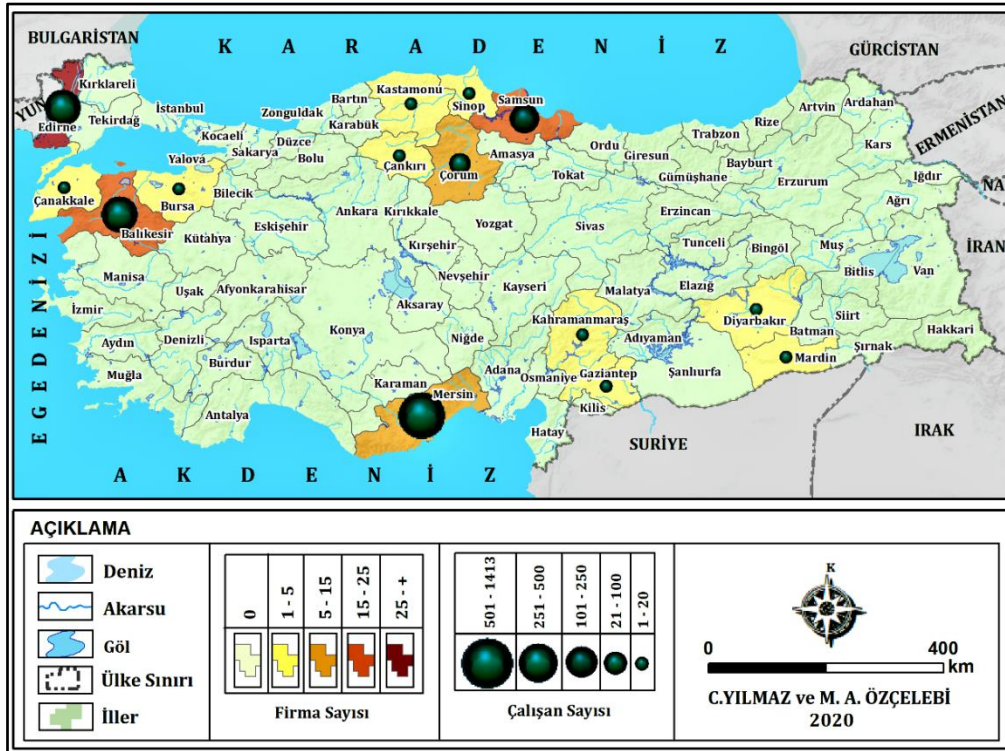 BULGARİSTAN
K A R A D E N İ Z
GÜRCİSTAN
Kırklareli
YUN
Edirne
Tekirdağ
İstanbul
Kocaeli
Sakarya
Düzce
Bolu
Zonguldak
Bartın
Karabük
Kastamonu
Sinop
Samsun
Ordu
Giresun
Trabzon
Rize
Artvin
Ardahan
Kars
ERMENİSTAN
NA
Iğdır
Ağrı
Erzurum
Bayburt
Gümüşhane
Tokat
Amasya
Çorum
Çankırı
Yalova
Bilecik
Bursa
Çanakkale
Balıkesir
Kütahya
Eskişehir
Ankara
Kırıkkale
Yozgat
Sivas
Erzincan
Tunceli
Bingöl
Muş
Bitlis
Van
İRAN
Kırşehir
Nevşehir
Kayseri
Malatya
Elazığ
Diyarbakır
Batman
Siirt
Hakkari
Şırnak
Mardin
Manisa
Uşak
Afyonkarahisar
Aksaray
Kahramanmaraş
Adıyaman
İzmir
Aydın
Denizli
Isparta
Burdur
Konya
Niğde
Adana
Osmaniye
Gaziantep
Şanlıurfa
Kilis
Muğla
Antalya
Karaman
Mersin
Hatay
SURİYE
IRAK
E G E D E N İ Z İ
A K D E N İ Z
AÇIKLAMA
Deniz
Akarsu
Göl
Ülke Sınırı
İller
0
1 - 5
5 - 15
15 - 25
25 - +
Firma Sayısı
501 - 1413
251 - 500
101 - 250
21 - 100
1 - 20
Çalışan Sayısı
K
0 400
km
C.YILMAZ ve M. A. ÖZÇELEBİ
2020